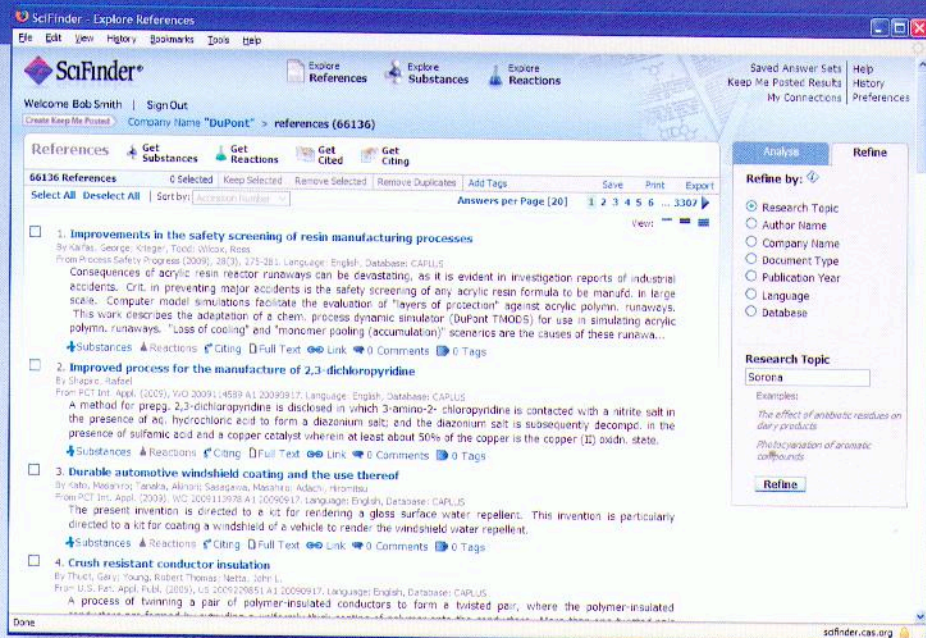 SciFinder - Explore References
File Edit View History Bookmarks Tools Help
SciFinder®
Explore References
Explore Substances
Explore Reactions
Saved Answer Sets | Help
Keep Me Posted Results | History
My Connections | Preferences
Welcome Bob Smith | Sign Out
Create Keep Me Posted
Company Name "DuPont" > references (66136)
References
Get Substances
Get Reactions
Get Cited
Get Citing
66136 References 0 Selected Keep Selected Remove Selected Remove Duplicates Add Tags Save Print Export
Select All Deselect All | Sort by: Accession Number
Answers per Page [20] 1 2 3 4 5 6 ... 3307
View:
1. Improvements in the safety screening of resin manufacturing processes
By Kalfas, George; Krieger, Todd; Wilcox, Ross
From Process Safety Progress (2009), 28(3), 275-281. Language: English, Database: CAPLUS
Consequences of acrylic resin reactor runaways can be devastating, as it is evident in investigation reports of industrial
accidents. Crit. in preventing major accidents is the safety screening of any acrylic resin formula to be manufd. in large
scale. Computer model simulations facilitate the evaluation of "layers of protection" against acrylic polymn. runaways.
This work describes the adaptation of a chem. process dynamic simulator (DuPont TMODS) for use in simulating acrylic
polymn. runaways. "Loss of cooling" and "monomer pooling (accumulation)" scenarios are the causes of these runawa...
Substances Reactions Citing Full Text Link 0 Comments 0 Tags
2. Improved process for the manufacture of 2,3-dichloropyridine
By Shapiro, Rafael
From PCT Int. Appl. (2009), WO 2009114589 A1 20090917. Language: English, Database: CAPLUS
A method for prepg. 2,3-dichloropyridine is disclosed in which 3-amino-2- chloropyridine is contacted with a nitrite salt in
the presence of aq. hydrochloric acid to form a diazonium salt; and the diazonium salt is subsequently decompd. in the
presence of sulfamic acid and a copper catalyst wherein at least about 50% of the copper is the copper (II) oxidn. state.
Substances Reactions Citing Full Text Link 0 Comments 0 Tags
3. Durable automotive windshield coating and the use thereof
By Kato, Masahiro; Tanaka, Akinori; Sasagawa, Masahiro; Adachi, Hiromitsu
From PCT Int. Appl. (2009), WO 2009113978 A1 20090917. Language: English, Database: CAPLUS
The present invention is directed to a kit for rendering a glass surface water repellent. This invention is particularly
directed to a kit for coating a windshield of a vehicle to render the windshield water repellent.
Substances Reactions Citing Full Text Link 0 Comments 0 Tags
4. Crush resistant conductor insulation
By Thuot, Gary; Young, Robert Thomas; Netta, John L.
From U.S. Pat. Appl. Publ. (2009), US 2009229851 A1 20090917. Language: English, Database: CAPLUS
A process of twinning a pair of polymer-insulated conductors to form a twisted pair, where the polymer-insulated
Analyse
Refine
Refine by:
Research Topic
Author Name
Company Name
Document Type
Publication Year
Language
Database
Research Topic
Sorona
Examples:
The effect of antibiotic residues on
dairy products
Photocyanation of aromatic
compounds
Refine
Done
scifinder.cas.org